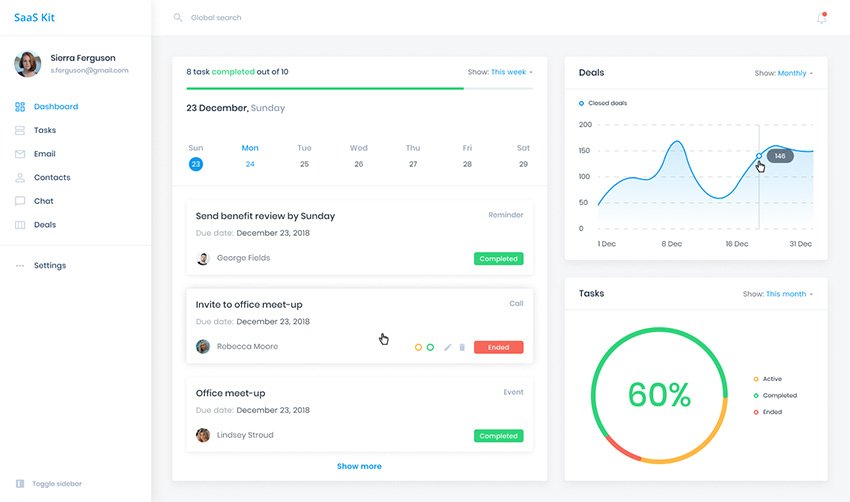 SaaS Kit
Global search
Sierra Ferguson
s.ferguson@gmail.com
Dashboard
Tasks
Email
Contacts
Chat
Deals
Settings
Toggle sidebar
8 task completed out of 10
Show: This week
23 December, Sunday
Sun Mon Tue Wed Thu Fri Sat
23 24 25 26 27 28 29
Send benefit review by Sunday
Reminder
Due date: December 23, 2018
George Fields
Completed
Invite to office meet-up
Call
Due date: December 23, 2018
Rebecca Moore
Ended
Office meet-up
Event
Due date: December 23, 2018
Lindsey Stroud
Completed
Show more
Deals
Show: Monthly
Closed deals
200
150
100
50
0
146
1 Dec 8 Dec 16 Dec 31 Dec
Tasks
Show: This month
60%
Active
Completed
Ended